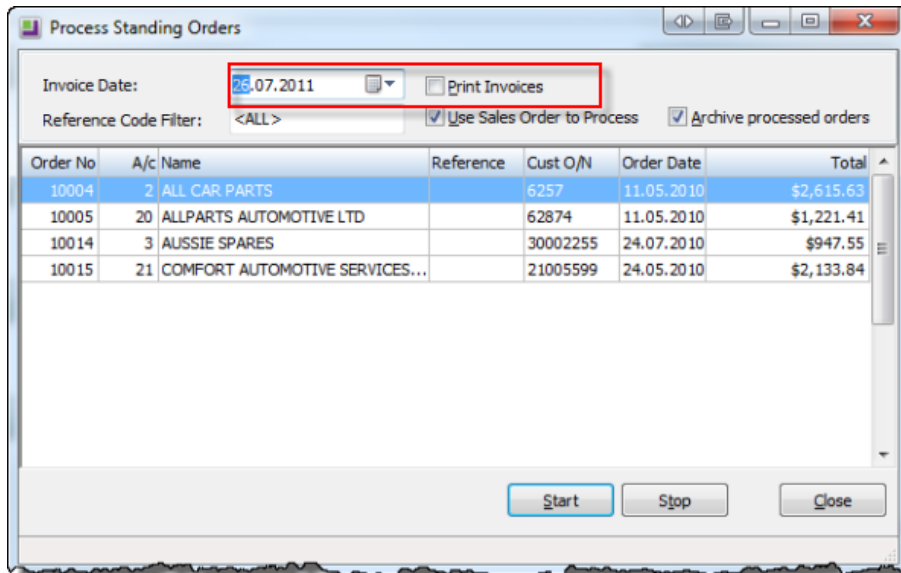 Process Standing Orders
Invoice Date: 26.07.2011 Print Invoices
Reference Code Filter: <ALL> Use Sales Order to Process Archive processed orders
Order No A/c Name Reference Cust O/N Order Date Total
10004 2 ALL CAR PARTS 6257 11.05.2010 $2,615.63
10005 20 ALLPARTS AUTOMOTIVE LTD 62874 11.05.2010 $1,221.41
10014 3 AUSSIE SPARES 30002255 24.07.2010 $947.55
10015 21 COMFORT AUTOMOTIVE SERVICES... 21005599 24.05.2010 $2,133.84
Start Stop Close